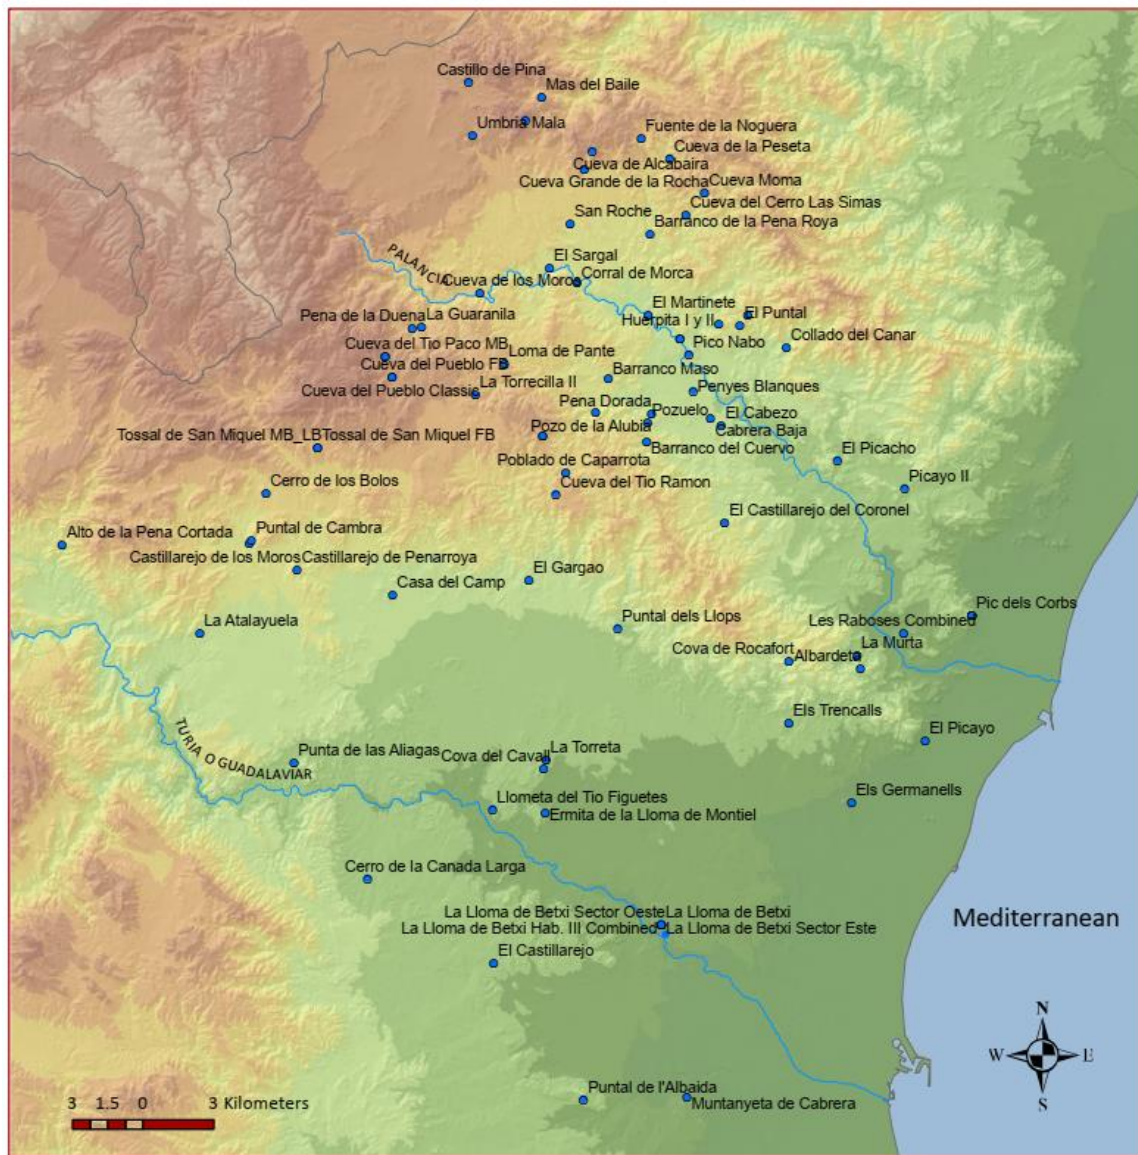 Castillo de Pina
Mas del Baile
Umbria Mala
Fuente de la Noguera
Cueva de la Peseta
Cueva de Alcabaira
Cueva Grande de la Rocha
Cueva Moma
Cueva del Cerro Las Simas
San Roche
Barranco de la Pena Roya
PALANCIA
El Sargal
Cueva de los Moros
Corral de Morca
El Martinete
El Puntal
Huerpita I y II
Pena de la Duena
La Guaranila
Collado del Canar
Cueva del Tio Paco MB
Pico Nabo
Cueva del Pueblo FB
Loma de Pante
Barranco Maso
Cueva del Pueblo Classic
La Torrecilla II
Penyes Blanques
Pena Dorada
Pozuelo
El Cabezo
Pozo de la Alubia
Cabrera Baja
Tossal de San Miquel MB_LB
Tossal de San Miquel FB
Barranco del Cuervo
Poblado de Caparrota
El Picacho
Cerro de los Bolos
Cueva del Tio Ramon
Picayo II
El Castillarejo del Coronel
Alto de la Pena Cortada
Puntal de Cambra
Castillarejo de los Moros
Castillarejo de Penarroya
Casa del Camp
El Gargao
Pic dels Corbs
La Atalayuela
Puntal dels Llops
Les Raboses Combined
Cova de Rocafort
Albardeta
La Murta
Els Trencalls
El Picayo
TURIA O GUADALAVIAR
Punta de las Aliagas
Cova del Cavall
La Torreta
Els Germanells
Llometa del Tio Figuetes
Ermita de la Lloma de Montiel
Cerro de la Canada Larga
La Lloma de Betxi Sector Oeste
La Lloma de Betxi
La Lloma de Betxi Hab. III Combined
La Lloma de Betxi Sector Este
Mediterranean
El Castillarejo
N
W
E
S
Puntal de l'Albaida
Muntanyeta de Cabrera
3 1.5 0 3 Kilometers